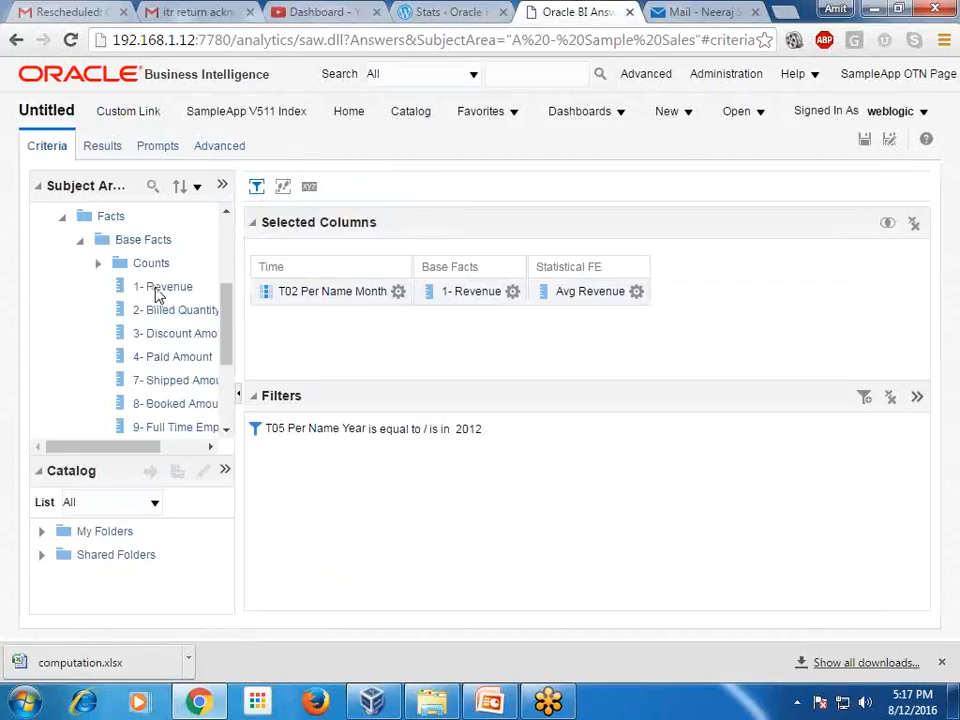 Rescheduled: C
itr return ackn
Dashboard - Y
Stats ‹ Oracle
Oracle BI Answ
Mail - Neeraj S
Amit
192.168.1.12:7780/analytics/saw.dll?Answers&SubjectArea="A%20-%20Sample%20Sales"#criteria
ABP
ORACLE Business Intelligence
Search All
Advanced
Administration
Help
SampleApp OTN Page
Untitled
Custom Link
SampleApp V511 Index
Home
Catalog
Favorites
Dashboards
New
Open
Signed In As weblogic
Criteria
Results
Prompts
Advanced
Subject Ar...
XYZ
Facts
Base Facts
Counts
1- Revenue
2- Billed Quantity
3- Discount Amo
4- Paid Amount
7- Shipped Amou
8- Booked Amou
9- Full Time Emp
Selected Columns
Time
Base Facts
Statistical FE
T02 Per Name Month
1- Revenue
Avg Revenue
Filters
T05 Per Name Year is equal to / is in 2012
Catalog
List All
My Folders
Shared Folders
computation.xlsx
Show all downloads...
5:17 PM
8/12/2016